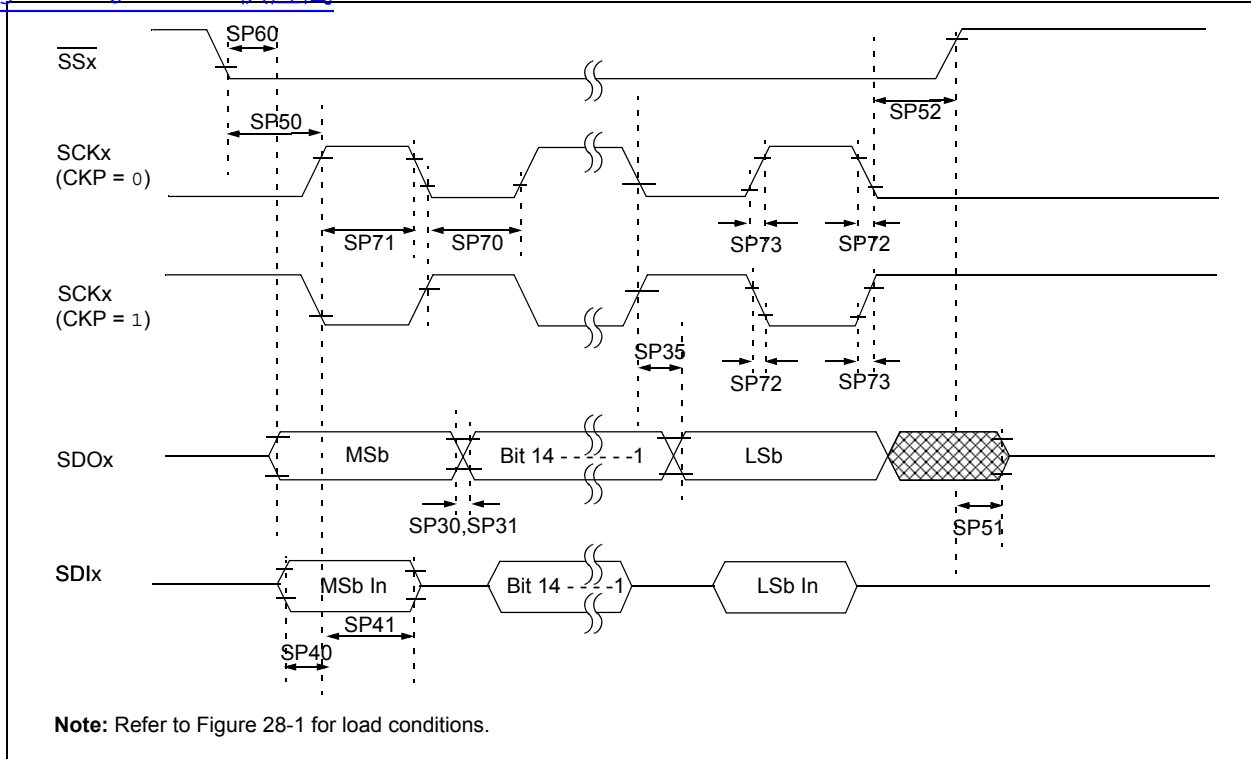 SP60
SSx
SP50
SP52
SCKx
(CKP = 0)
SP71
SP70
SP73
SP72
SCKx
(CKP = 1)
SP35
SP72
SP73
SDOx
MSb
Bit 14 - - - - - -1
LSb
SP30,SP31
SP51
SDIx
MSb In
Bit 14 - - - -1
LSb In
SP41
SP40
Note: Refer to Figure 28-1 for load conditions.